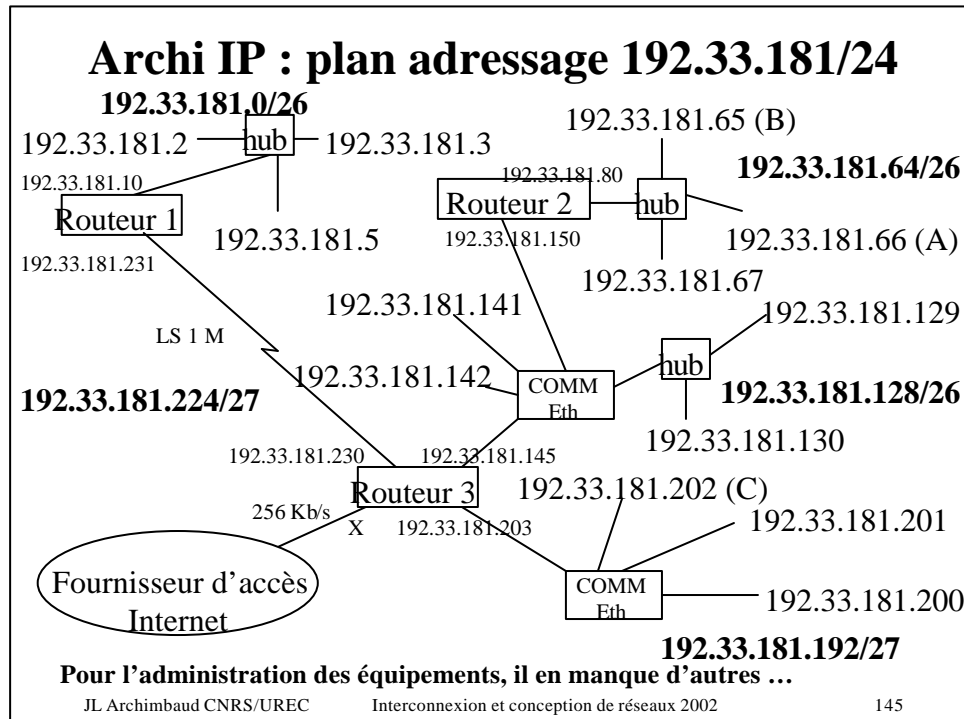 Archi IP : plan adressage 192.33.181/24
192.33.181.0/26
192.33.181.2
hub
192.33.181.3
192.33.181.65 (B)
192.33.181.64/26
192.33.181.10
192.33.181.80
Routeur 1
Routeur 2
hub
192.33.181.5
192.33.181.150
192.33.181.66 (A)
192.33.181.231
192.33.181.67
192.33.181.141
192.33.181.129
LS 1 M
hub
192.33.181.142
COMM
Eth
192.33.181.224/27
192.33.181.128/26
192.33.181.130
192.33.181.230
192.33.181.145
Routeur 3
192.33.181.202 (C)
256 Kb/s
X
192.33.181.203
192.33.181.201
Fournisseur d’accès
Internet
COMM
Eth
192.33.181.200
192.33.181.192/27
Pour l’administration des équipements, il en manque d’autres …
JL Archimbaud CNRS/UREC
Interconnexion et conception de réseaux 2002
145